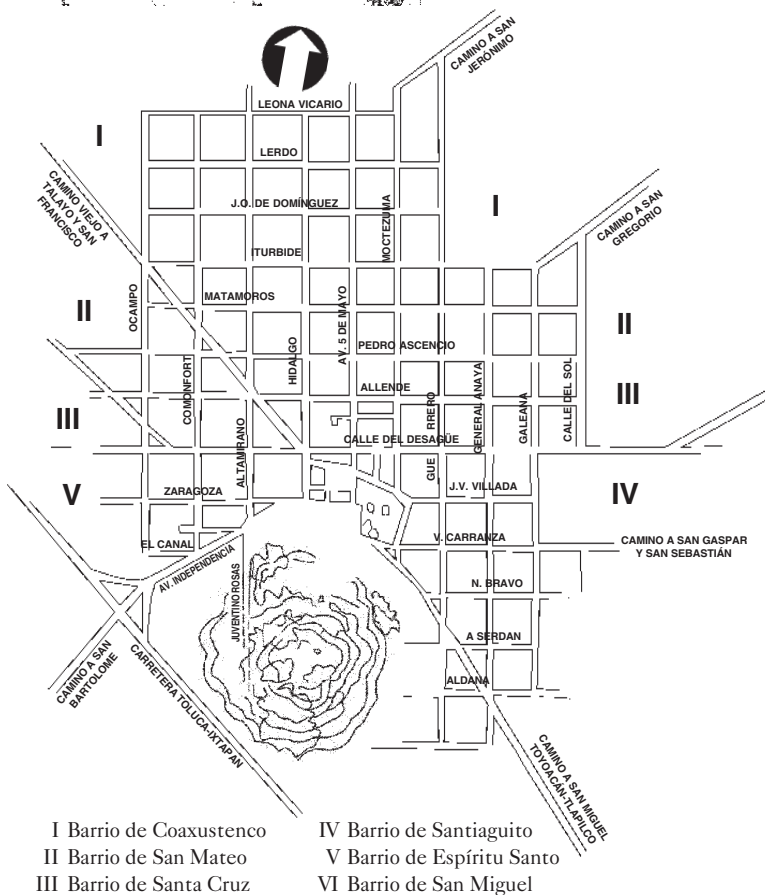 CAMINO A SAN
JERÓNIMO
LEONA VICARIO
I
LERDO
CAMINO VIEJO A
TALAYO Y SAN
FRANCISCO
J.O. DE DOMÍNGUEZ
MOCTEZUMA
I
CAMINO A SAN
GREGORIO
ITURBIDE
OCAMPO
MATAMOROS
II
HIDALGO
AV. 5 DE MAYO
PEDRO ASCENCIO
II
COMONFORT
ALLENDE
GENERAL ANAYA
GALEANA
CALLE DEL SOL
III
III
ALTAMIRANO
GUE RRERO
CALLE DEL DESAGÜE
V
ZARAGOZA
J.V. VILLADA
IV
EL CANAL
V. CARRANZA
CAMINO A SAN GASPAR
Y SAN SEBASTIÁN
AV. INDEPENDENCIA
JUVENTINO ROSAS
N. BRAVO
A SERDAN
CAMINO A SAN
BARTOLOME
CARRETERA TOLUCA-IXTAPAN
ALDANA
CAMINO A SAN MIGUEL
TOYOACÁN-TLAPILCO
I Barrio de Coaxustenco
II Barrio de San Mateo
III Barrio de Santa Cruz
IV Barrio de Santiaguito
V Barrio de Espíritu Santo
VI Barrio de San Miguel